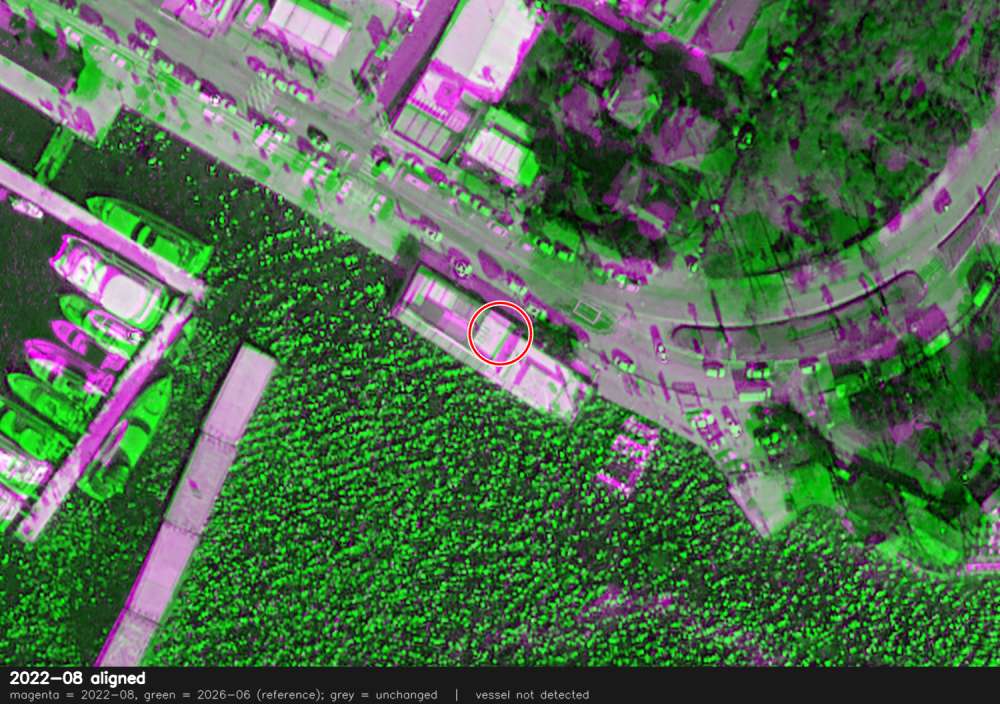 2022-08 aligned
magenta = 2022-08, green = 2026-06 (reference); grey = unchanged | vessel not detected